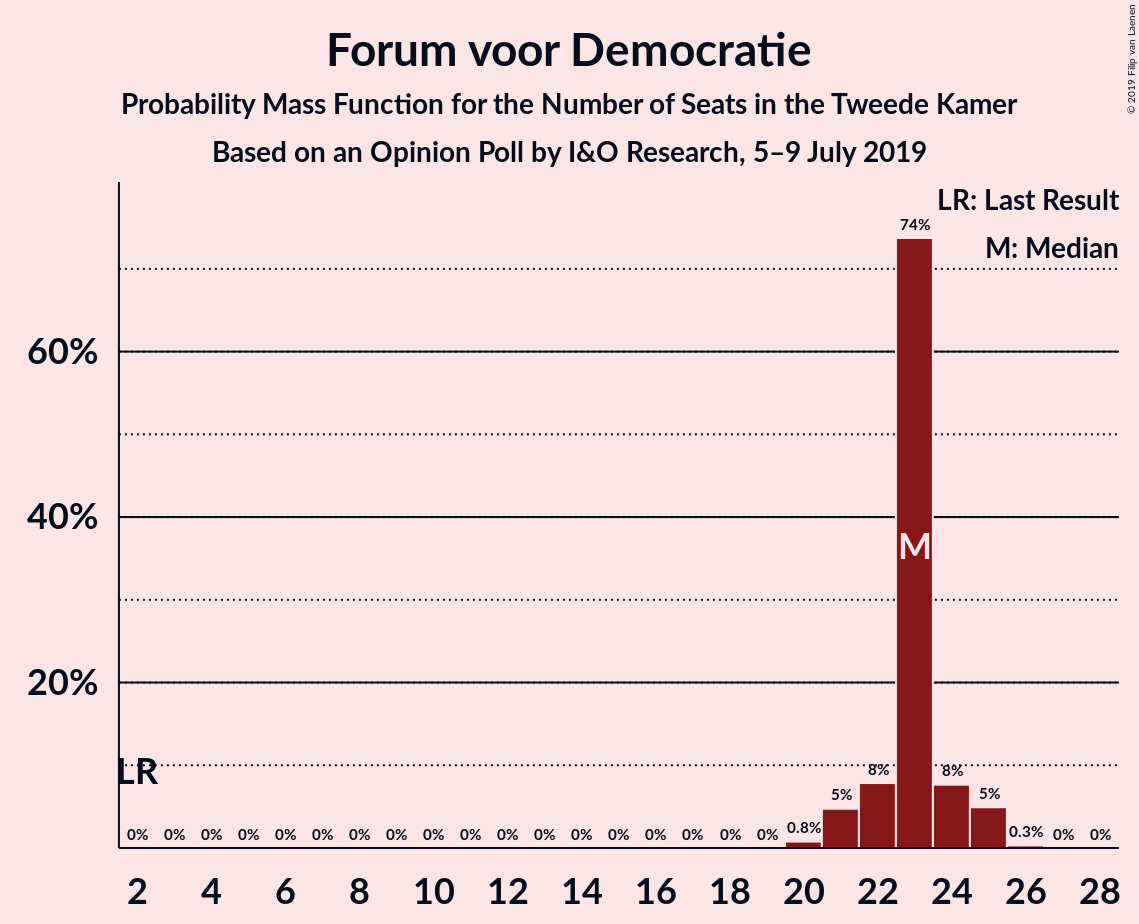 Forum voor Democratie
Probability Mass Function for the Number of Seats in the Tweede Kamer
Based on an Opinion Poll by I&O Research, 5–9 July 2019
© 2019 Filip van Laenen
LR: Last Result
M: Median
60%
40%
20%
LR
M
0% 0% 0% 0% 0% 0% 0% 0% 0% 0% 0% 0% 0% 0% 0% 0% 0% 0% 0.8% 5% 8% 74% 8% 5% 0.3% 0% 0%
2 4 6 8 10 12 14 16 18 20 22 24 26 28